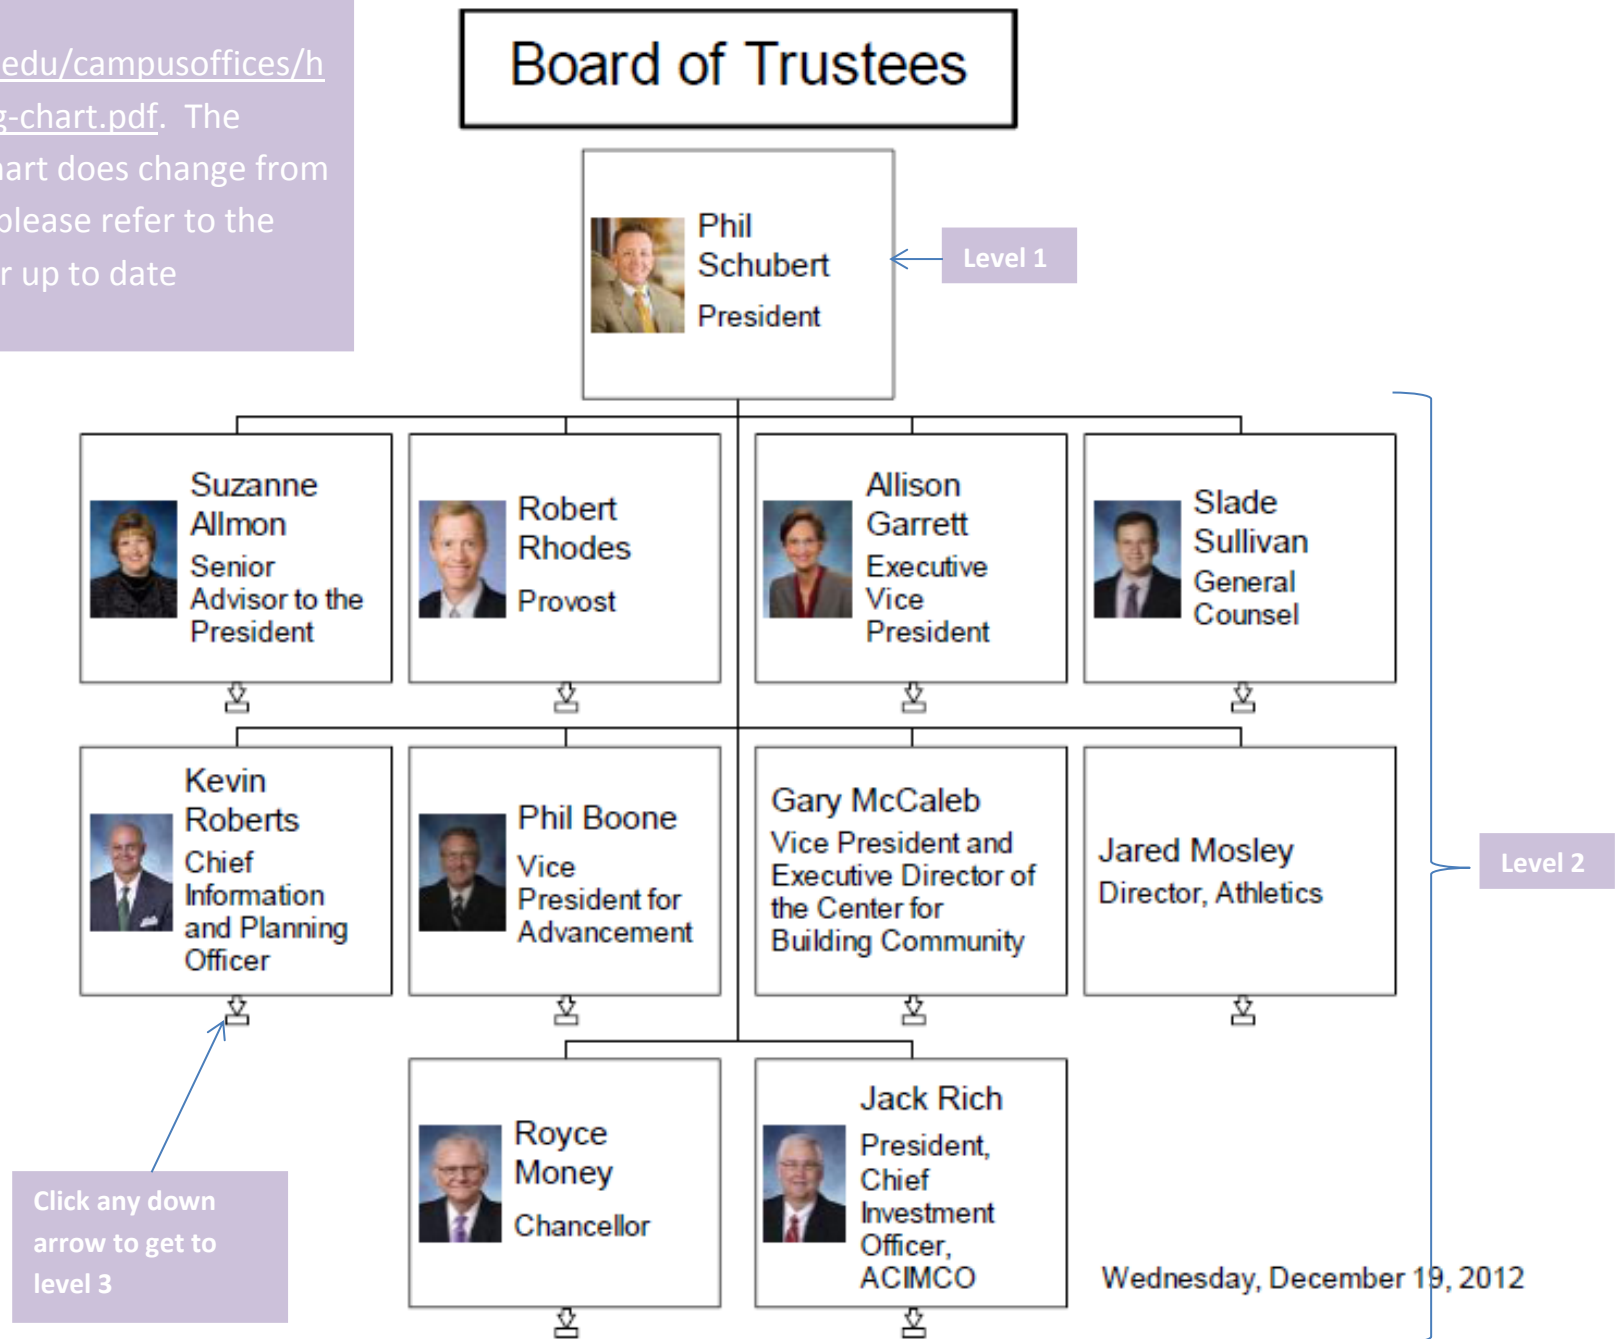 edu/campusoffices/h
g-chart.pdf. The
art does change from
please refer to the
r up to date
Board of Trustees
Phil
Schubert
President
Level 1
Suzanne
Allmon
Senior
Advisor to the
President
Robert
Rhodes
Provost
Allison
Garrett
Executive
Vice
President
Slade
Sullivan
General
Counsel
Kevin
Roberts
Chief
Information
and Planning
Officer
Phil Boone
Vice
President for
Advancement
Gary McCaleb
Vice President and
Executive Director of
the Center for
Building Community
Jared Mosley
Director, Athletics
Level 2
Royce
Money
Chancellor
Jack Rich
President,
Chief
Investment
Officer,
ACIMCO
Click any down
arrow to get to
level 3
Wednesday, December 19, 2012